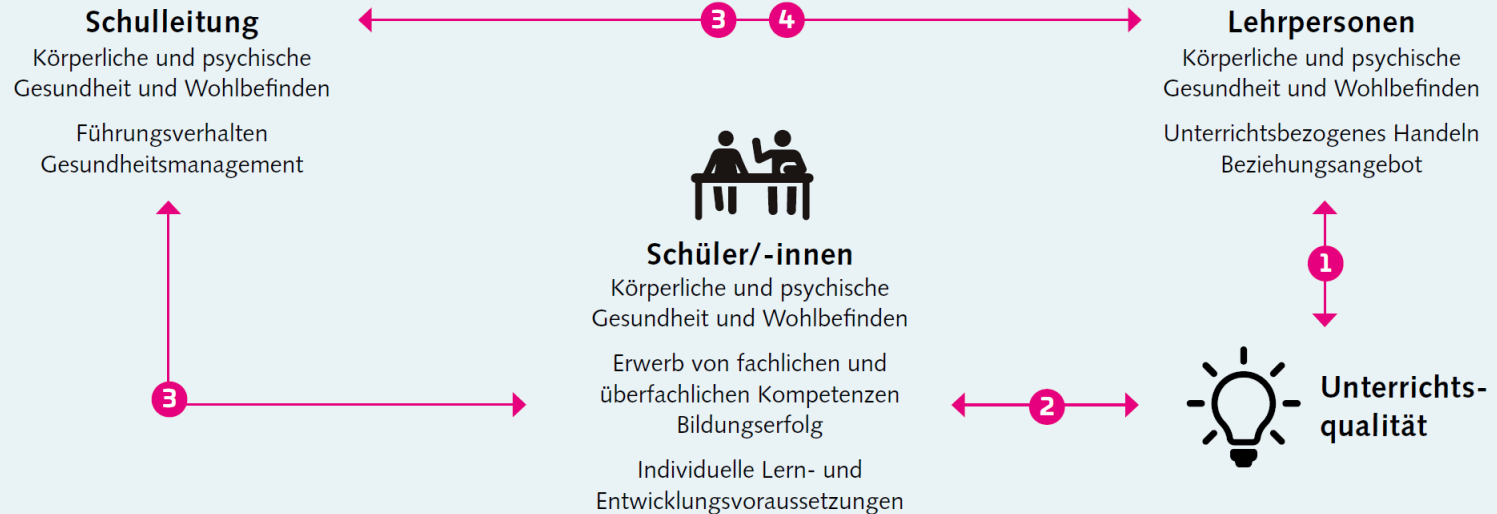 Schulleitung
Körperliche und psychische
Gesundheit und Wohlbefinden
Führungsverhalten
Gesundheitsmanagement
3
4
Lehrpersonen
Körperliche und psychische
Gesundheit und Wohlbefinden
Unterrichtsbezogenes Handeln
Beziehungsangebot
1
Schüler/-innen
Körperliche und psychische
Gesundheit und Wohlbefinden
Erwerb von fachlichen und
überfachlichen Kompetenzen
Bildungserfolg
Individuelle Lern- und
Entwicklungsvoraussetzungen
3
2
Unterrichts-
qualität